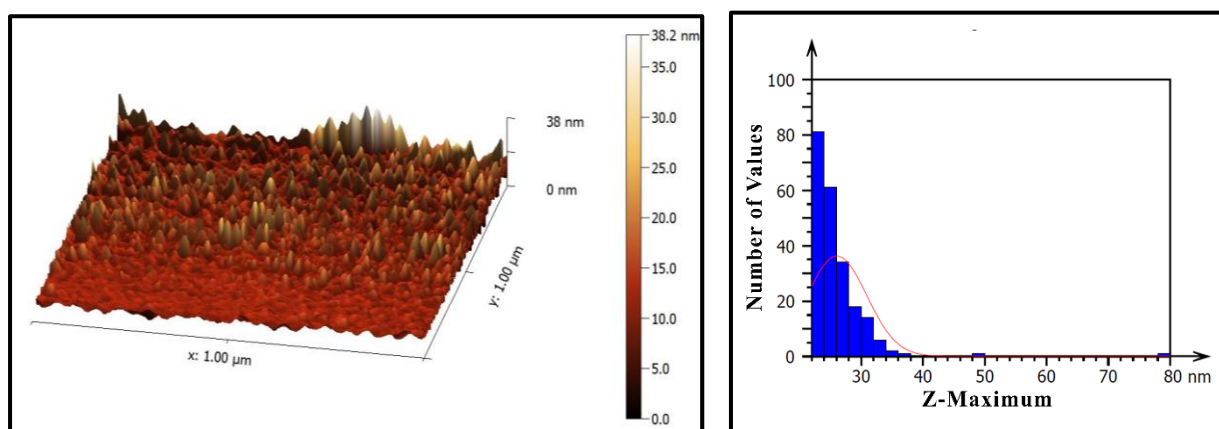 38 nm
0 nm
x: 1.00 µm
y: 1.00 µm
38.2 nm
35.0
30.0
25.0
20.0
15.0
10.0
5.0
0.0
Number of Values
100
80
60
40
20
0
30 40 50 60 70 80 nm
Z-Maximum